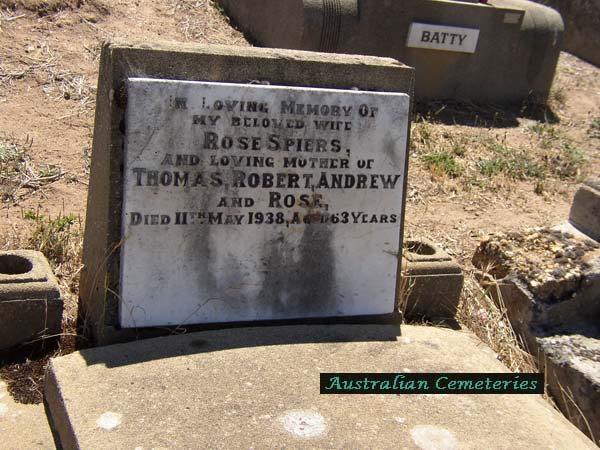 BATTY
IN LOVING MEMORY OF
MY BELOVED WIFE
ROSE SPIERS,
AND LOVING MOTHER OF
THOMAS, ROBERT, ANDREW
AND ROSE,
DIED 11TH MAY 1938, AGED 63 YEARS
Australian Cemeteries